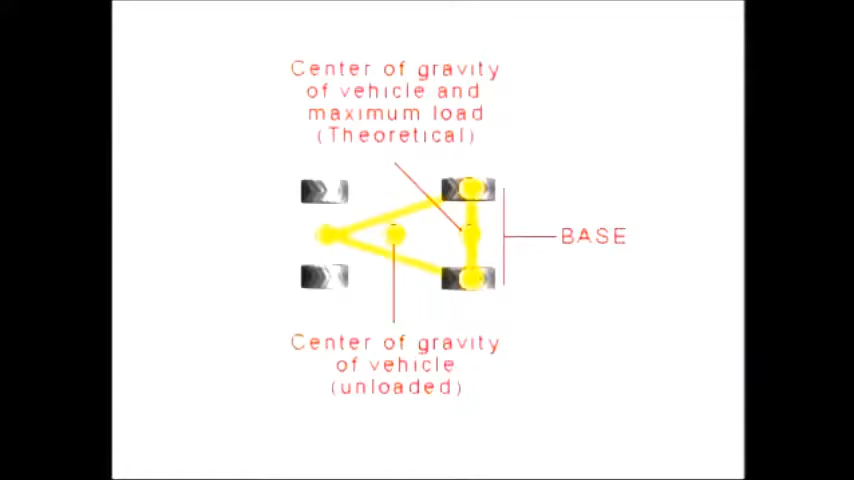 Center of gravity
of vehicle and
maximum load
(Theoretical)
BASE
Center of gravity
of vehicle
(unloaded)